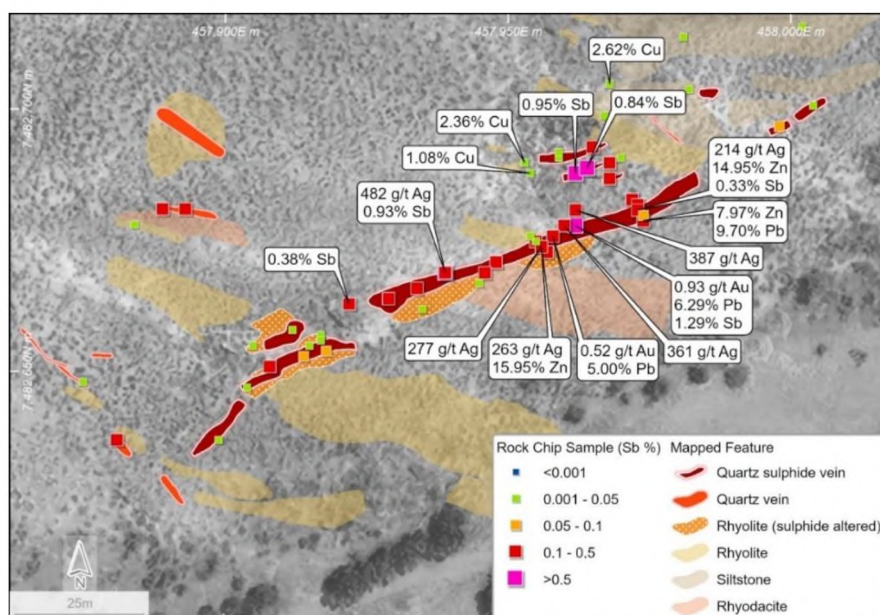 457,900E m
457,950E m
458,000E m
7,482,700N m
7,482,650N m
2.62% Cu
0.95% Sb
0.84% Sb
2.36% Cu
1.08% Cu
214 g/t Ag
14.95% Zn
0.33% Sb
482 g/t Ag
0.93% Sb
7.97% Zn
9.70% Pb
0.38% Sb
387 g/t Ag
0.93 g/t Au
6.29% Pb
1.29% Sb
277 g/t Ag
263 g/t Ag
15.95% Zn
0.52 g/t Au
5.00% Pb
361 g/t Ag
Rock Chip Sample (Sb %)
<0.001
0.001 - 0.05
0.05 - 0.1
0.1 - 0.5
>0.5
Mapped Feature
Quartz sulphide vein
Quartz vein
Rhyolite (sulphide altered)
Rhyolite
Siltstone
Rhyodacite
N
25m